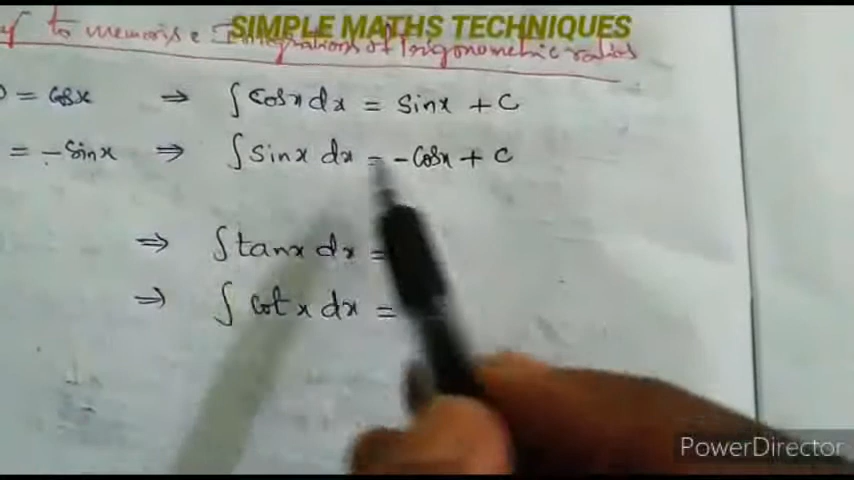 SIMPLE MATHS TECHNIQUES
to memorise Integrations of Trigonometric ratios
= cosx ⇒ ∫cosx dx = sinx + C
= -sinx ⇒ ∫sinx dx = -cosx + C
⇒ ∫tanx dx =
⇒ ∫cotx dx =
PowerDirector